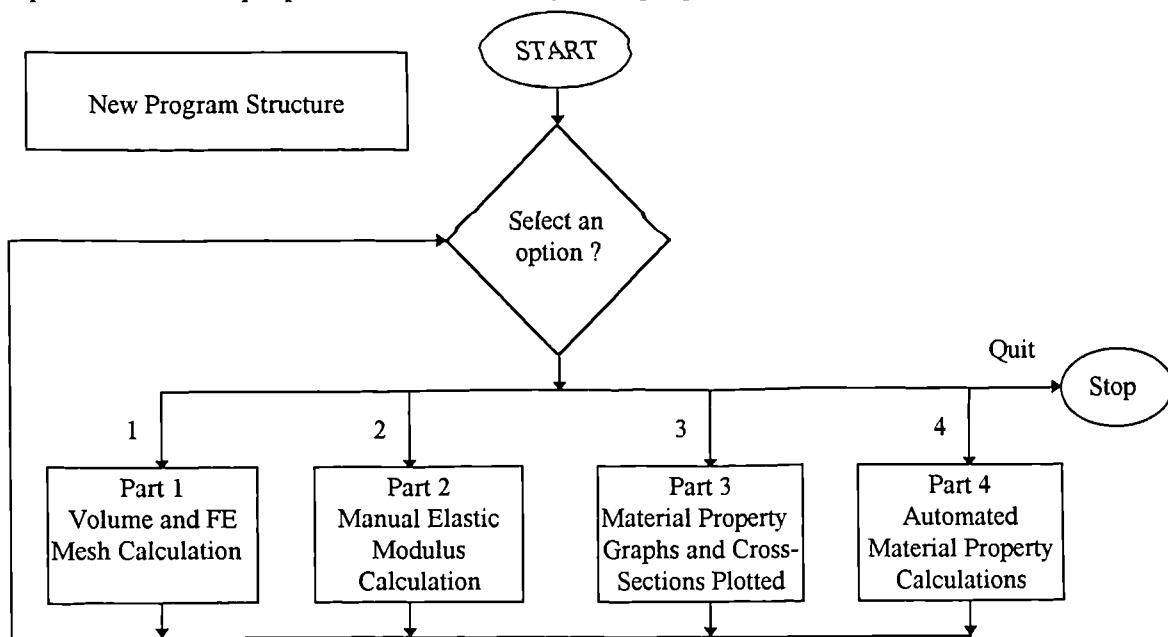 START
New Program Structure
Select an
option ?
Quit
Stop
1
2
3
4
Part 1
Volume and FE
Mesh Calculation
Part 2
Manual Elastic
Modulus
Calculation
Part 3
Material Property
Graphs and Cross-
Sections Plotted
Part 4
Automated
Material Property
Calculations